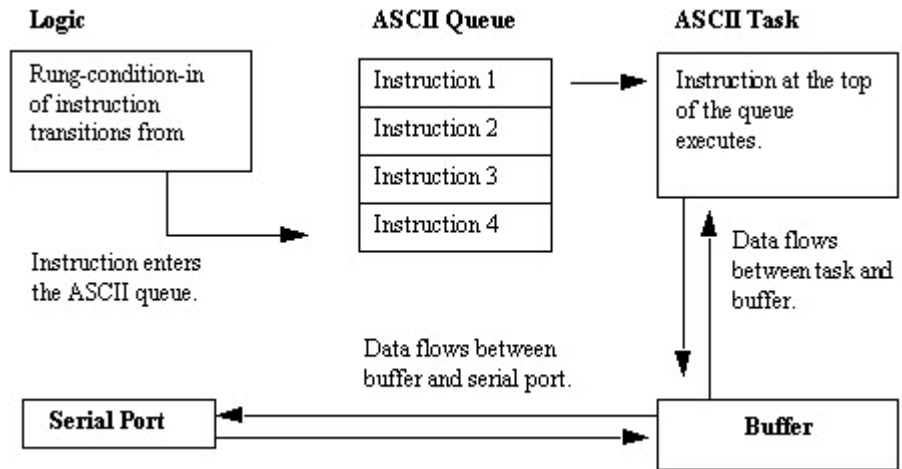 Logic
ASCII Queue
ASCII Task
Rung-condition-in
of instruction
transitions from
Instruction 1
Instruction 2
Instruction 3
Instruction 4
Instruction at the top
of the queue
executes.
Instruction enters
the ASCII queue.
Data flows
between task and
buffer.
Data flows between
buffer and serial port.
Serial Port
Buffer